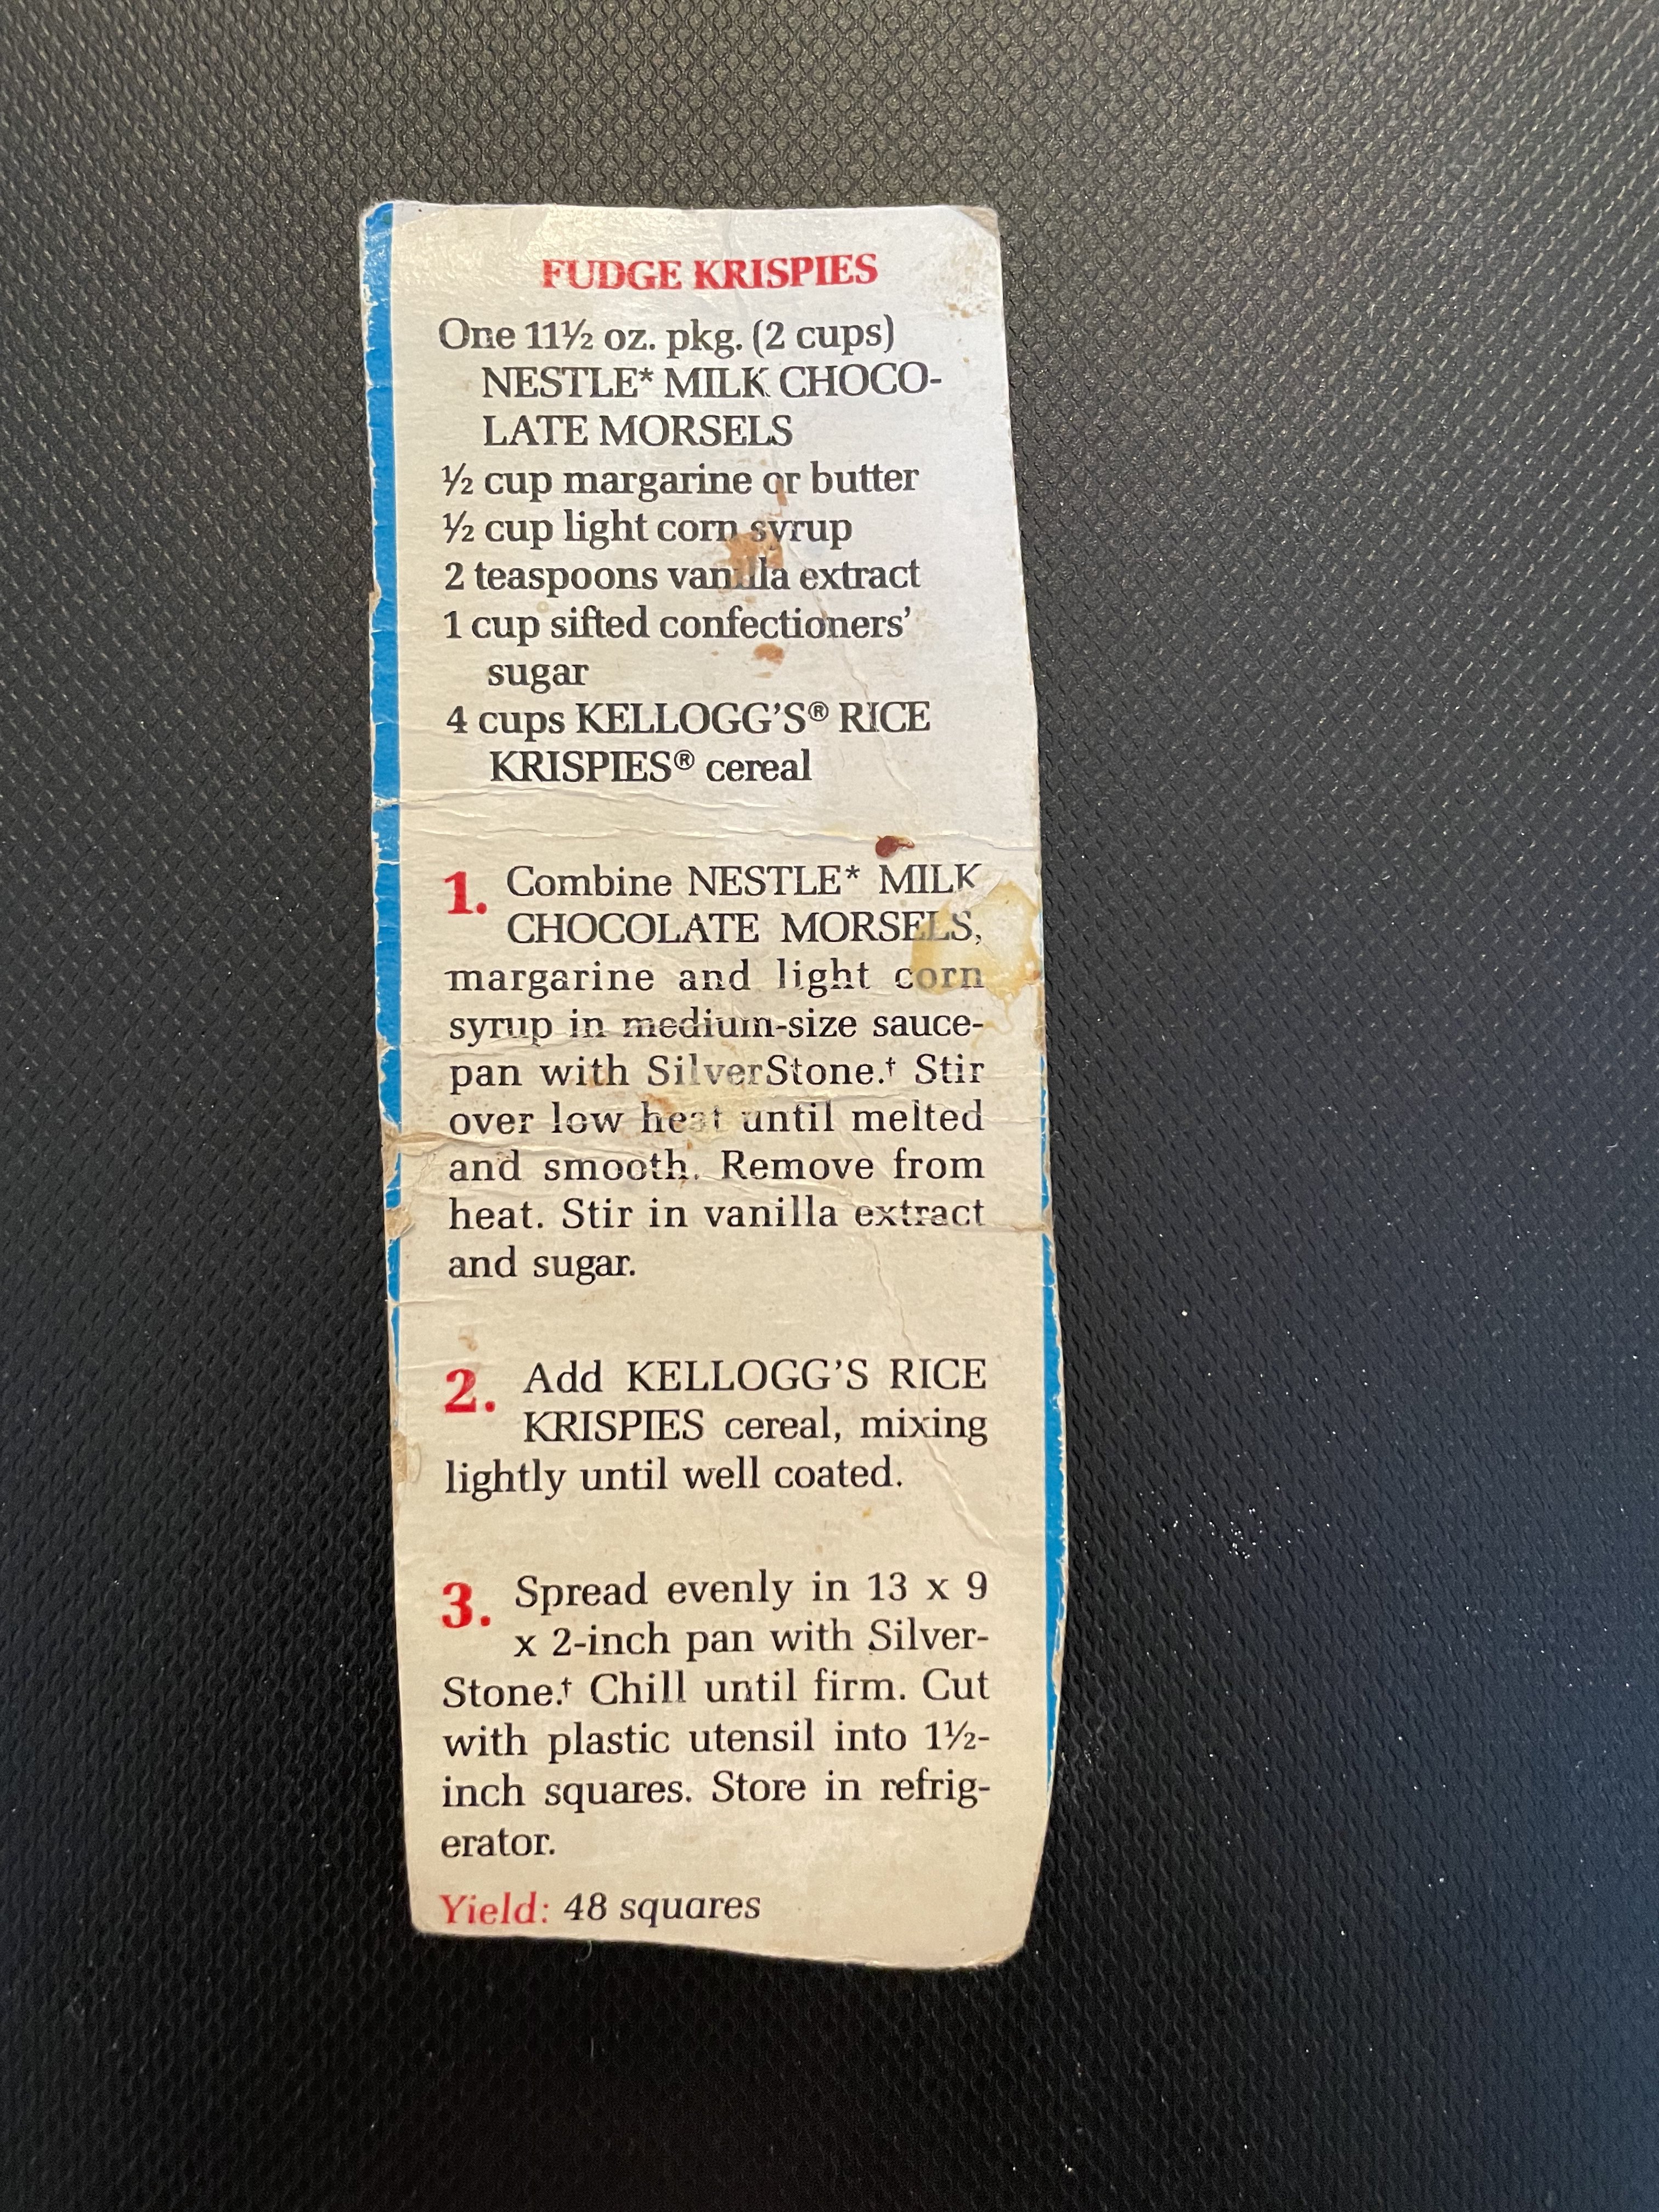 FUDGE KRISPIES
One 11½ oz. pkg. (2 cups)
NESTLE* MILK CHOCO-
LATE MORSELS
½ cup margarine or butter
½ cup light corn syrup
2 teaspoons vanilla extract
1 cup sifted confectioners'
sugar
4 cups KELLOGG'S® RICE
KRISPIES® cereal
1. Combine NESTLE* MILK
CHOCOLATE MORSELS,
margarine and light corn
syrup in medium-size sauce-
pan with SilverStone.† Stir
over low heat until melted
and smooth. Remove from
heat. Stir in vanilla extract
and sugar.
2. Add KELLOGG'S RICE
KRISPIES cereal, mixing
lightly until well coated.
3. Spread evenly in 13 x 9
x 2-inch pan with Silver-
Stone.† Chill until firm. Cut
with plastic utensil into 1½-
inch squares. Store in refrig-
erator.
Yield: 48 squares